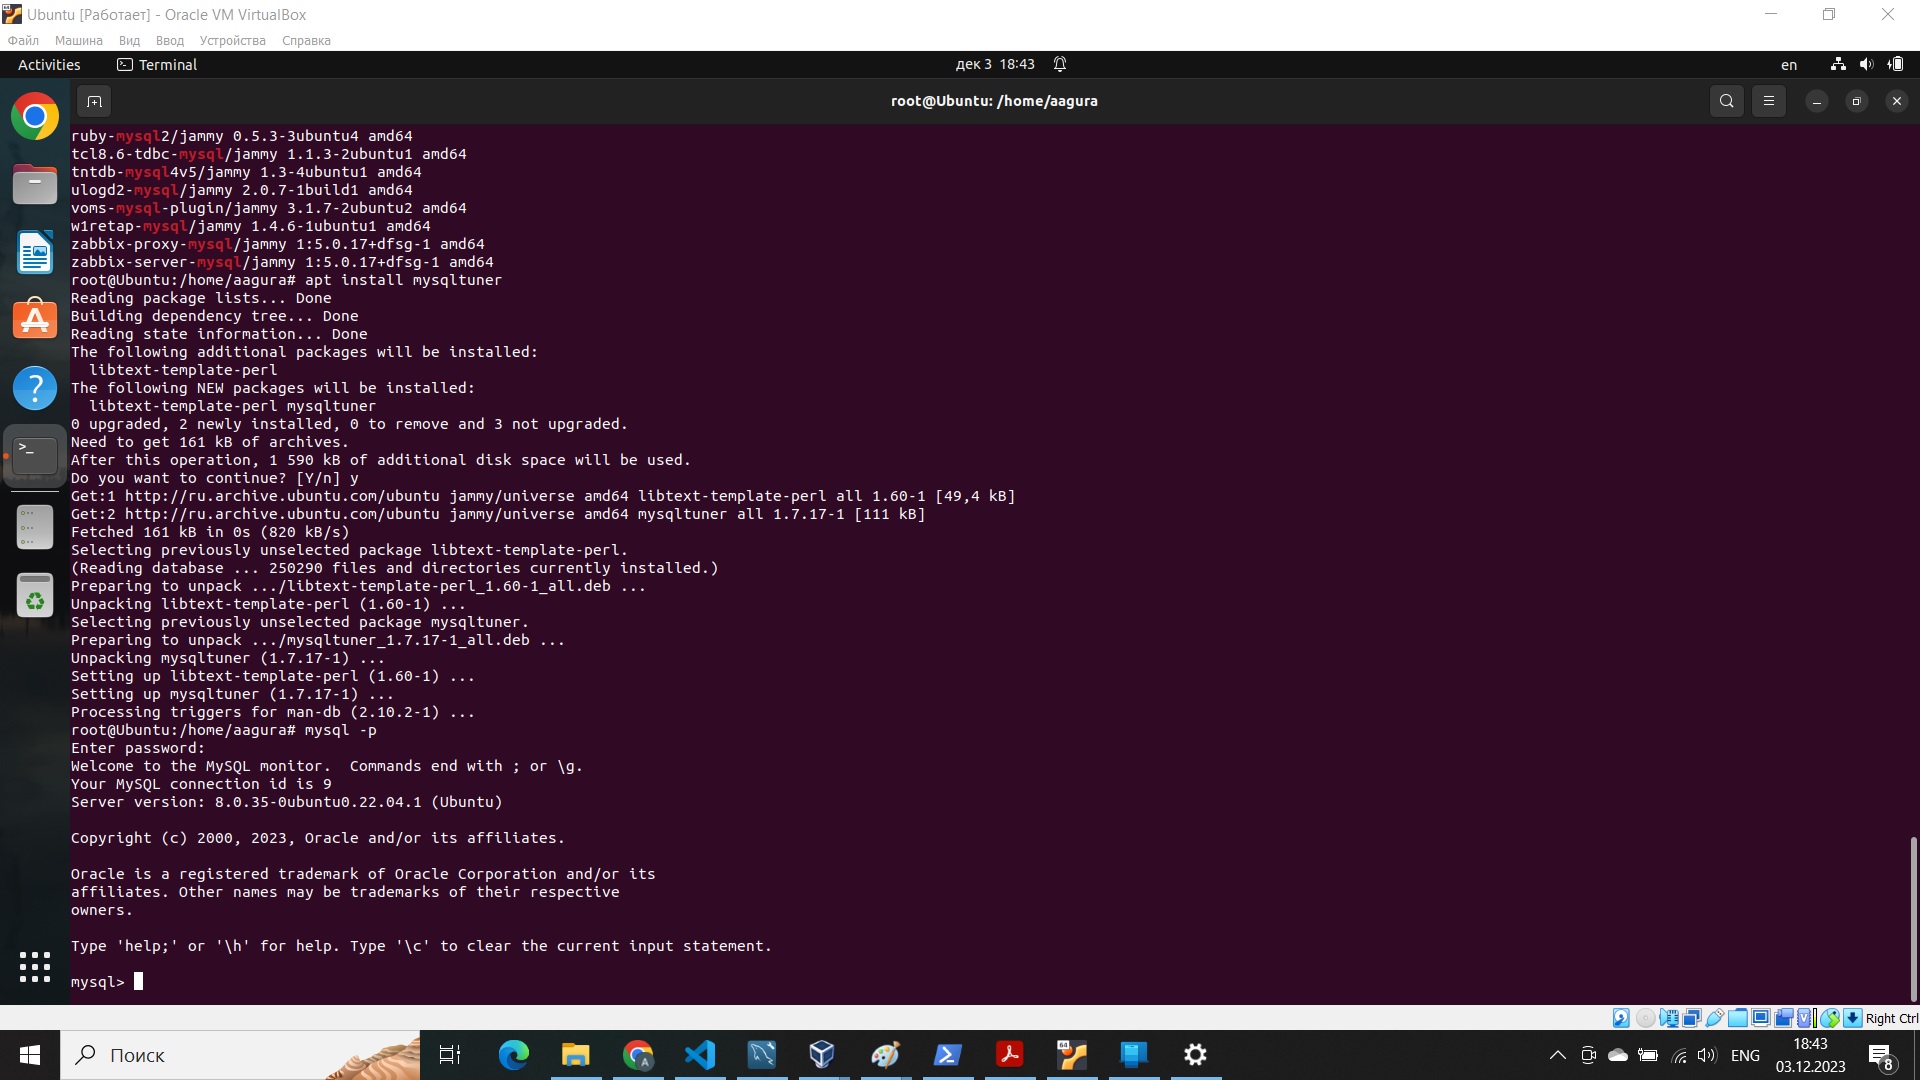 Ubuntu [Работает] - Oracle VM VirtualBox
Файл Машина Вид Ввод Устройства Справка
Activities Terminal дек 3 18:43 en
root@Ubuntu: /home/aagura
ruby-mysql2/jammy 0.5.3-3ubuntu4 amd64
tcl8.6-tdbc-mysql/jammy 1.1.3-2ubuntu1 amd64
tntdb-mysql4v5/jammy 1.3-4ubuntu1 amd64
ulogd2-mysql/jammy 2.0.7-1build1 amd64
voms-mysql-plugin/jammy 3.1.7-2ubuntu2 amd64
w1retap-mysql/jammy 1.4.6-1ubuntu1 amd64
zabbix-proxy-mysql/jammy 1:5.0.17+dfsg-1 amd64
zabbix-server-mysql/jammy 1:5.0.17+dfsg-1 amd64
root@Ubuntu:/home/aagura# apt install mysqltuner
Reading package lists... Done
Building dependency tree... Done
Reading state information... Done
The following additional packages will be installed:
  libtext-template-perl
The following NEW packages will be installed:
  libtext-template-perl mysqltuner
0 upgraded, 2 newly installed, 0 to remove and 3 not upgraded.
Need to get 161 kB of archives.
After this operation, 1 590 kB of additional disk space will be used.
Do you want to continue? [Y/n] y
Get:1 http://ru.archive.ubuntu.com/ubuntu jammy/universe amd64 libtext-template-perl all 1.60-1 [49,4 kB]
Get:2 http://ru.archive.ubuntu.com/ubuntu jammy/universe amd64 mysqltuner all 1.7.17-1 [111 kB]
Fetched 161 kB in 0s (820 kB/s)
Selecting previously unselected package libtext-template-perl.
(Reading database ... 250290 files and directories currently installed.)
Preparing to unpack .../libtext-template-perl_1.60-1_all.deb ...
Unpacking libtext-template-perl (1.60-1) ...
Selecting previously unselected package mysqltuner.
Preparing to unpack .../mysqltuner_1.7.17-1_all.deb ...
Unpacking mysqltuner (1.7.17-1) ...
Setting up libtext-template-perl (1.60-1) ...
Setting up mysqltuner (1.7.17-1) ...
Processing triggers for man-db (2.10.2-1) ...
root@Ubuntu:/home/aagura# mysql -p
Enter password:
Welcome to the MySQL monitor.  Commands end with ; or \g.
Your MySQL connection id is 9
Server version: 8.0.35-0ubuntu0.22.04.1 (Ubuntu)
Copyright (c) 2000, 2023, Oracle and/or its affiliates.
Oracle is a registered trademark of Oracle Corporation and/or its
affiliates. Other names may be trademarks of their respective
owners.
Type 'help;' or '\h' for help. Type '\c' to clear the current input statement.
mysql>
Right Ctrl
Поиск
ENG
18:43
03.12.2023
8